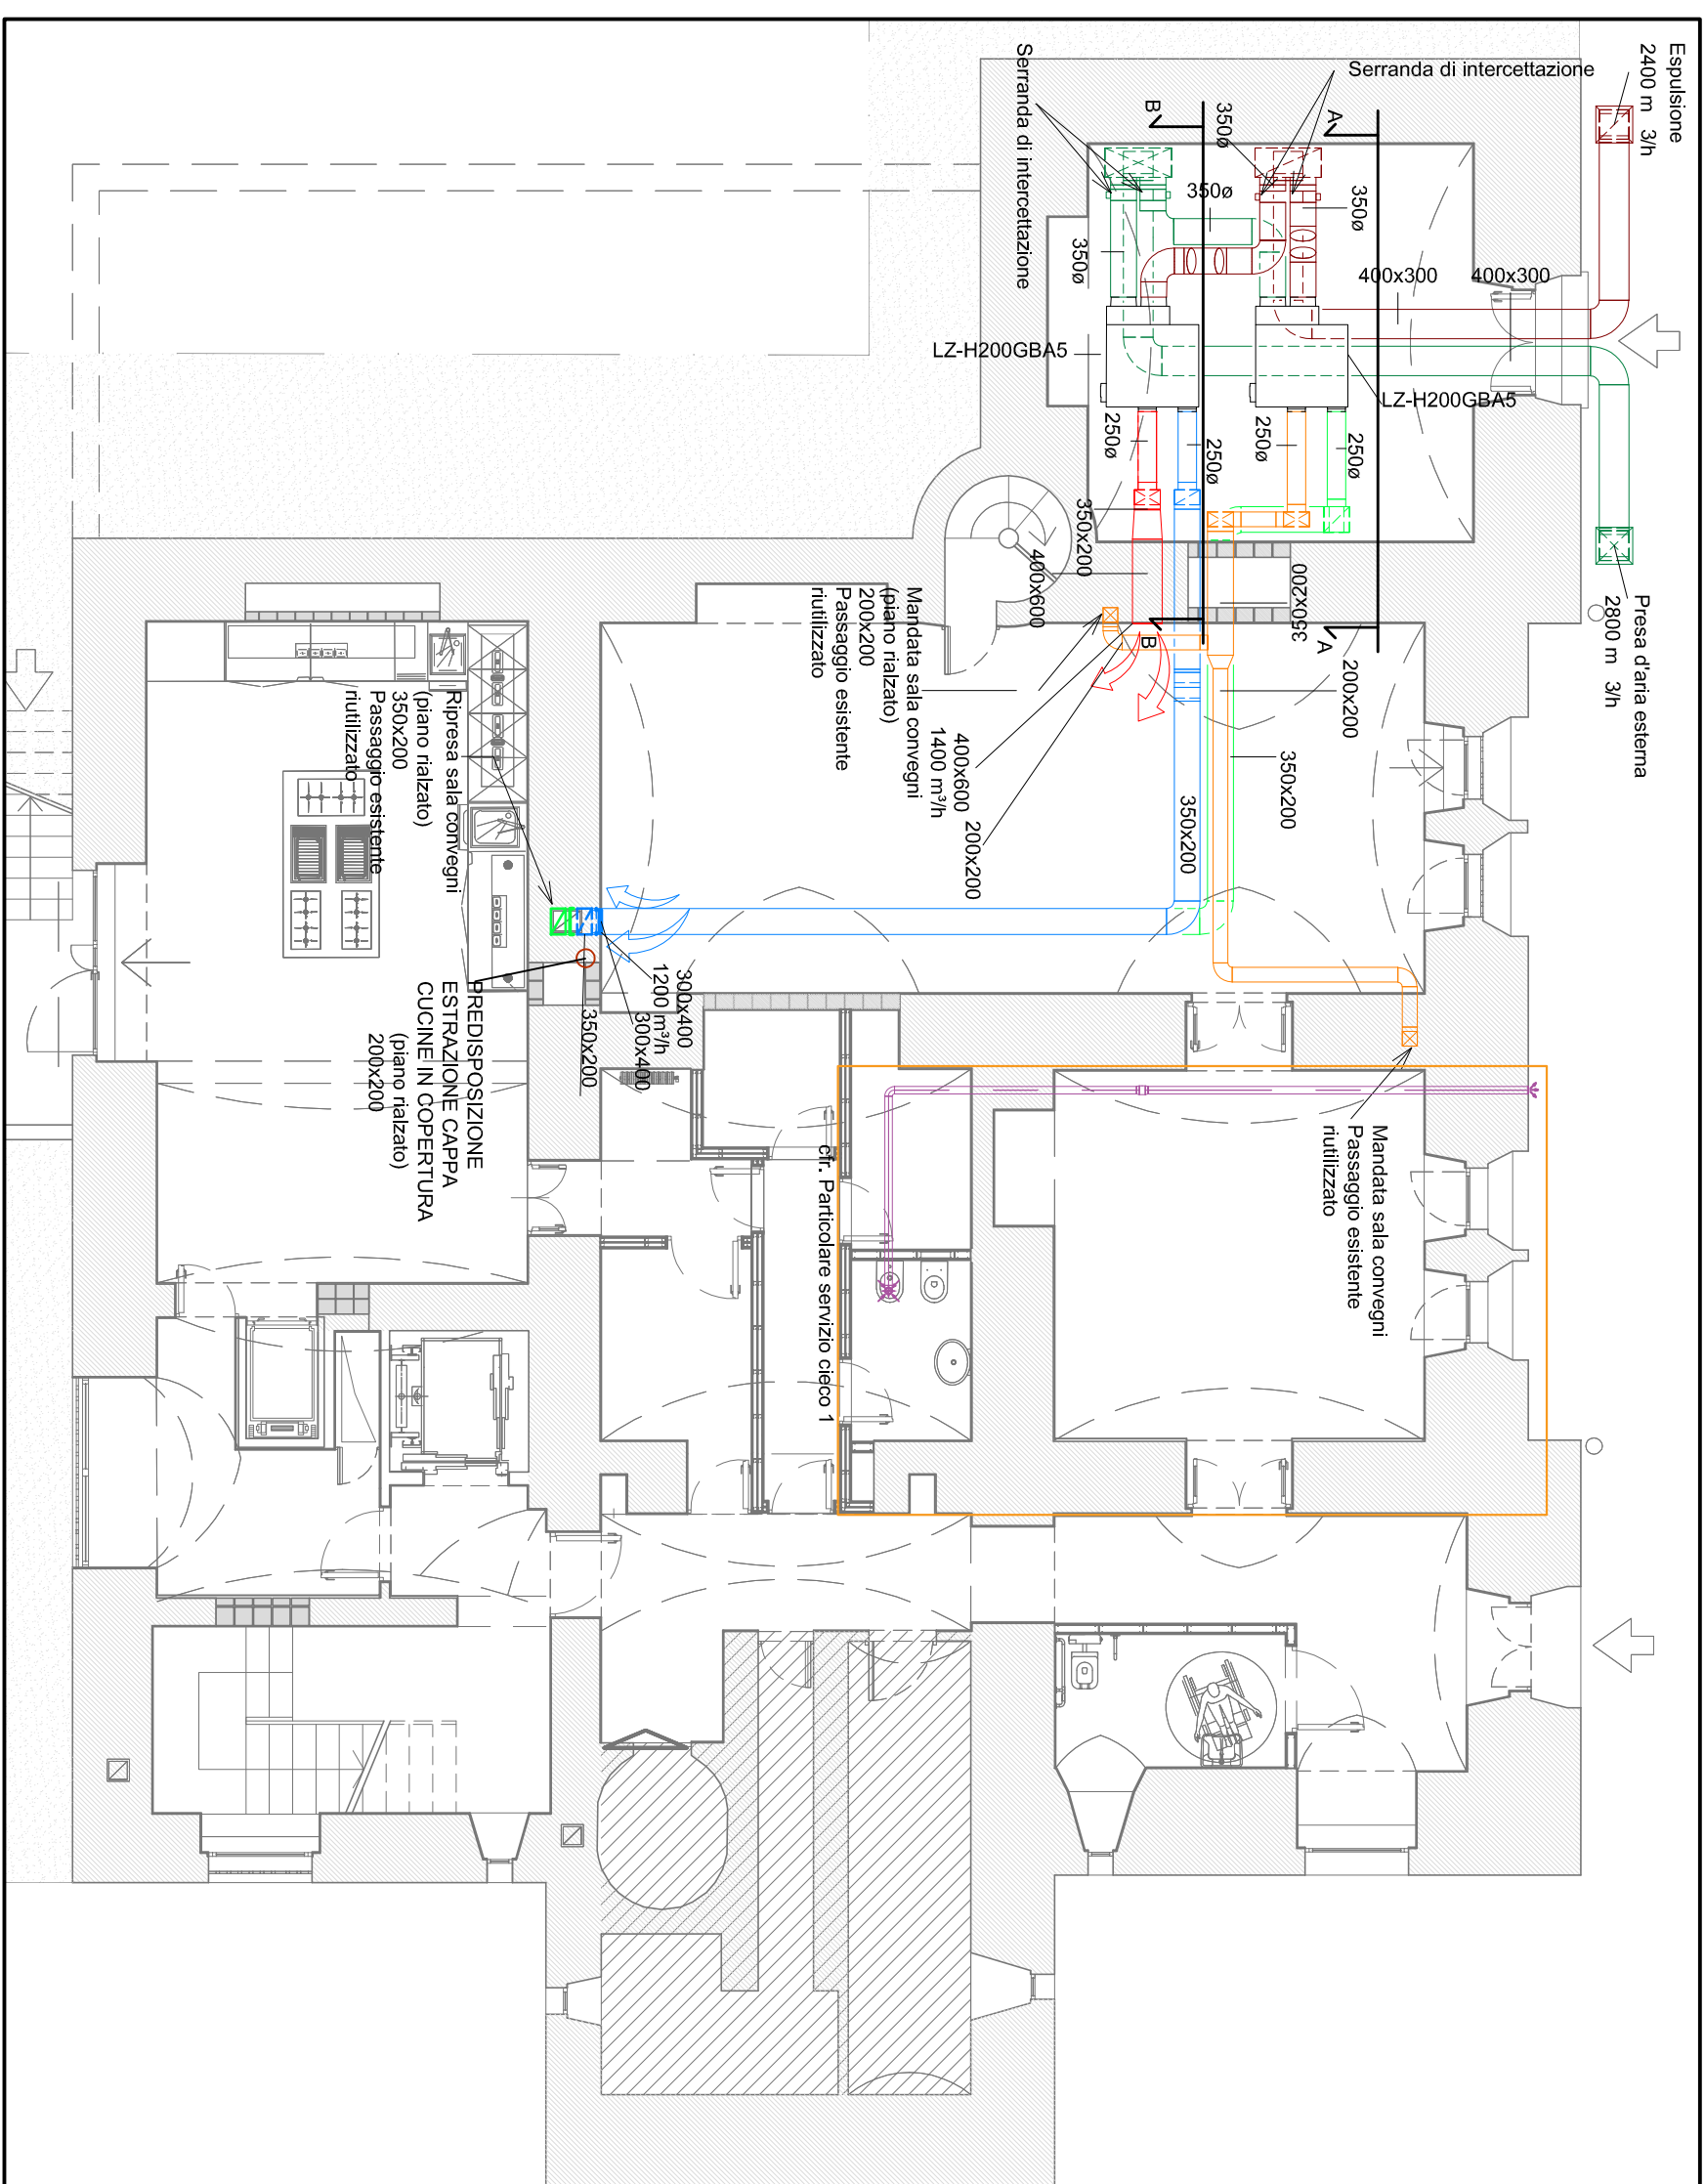 Espulsione
2400 m 3/h
Serranda di intercettazione
Serranda di intercettazione
Presa d'aria esterna
2800 m 3/h
A
B
350ø
350ø
350ø
350ø
400x300
400x300
LZ-H200GBA5
LZ-H200GBA5
250ø
250ø
250ø
250ø
350x200
400x600
350x200
A
B
200x200
Mandata sala convegni
(piano rialzato)
200x200
Passaggio esistente
riutilizzato
400x600
1400 m³/h
200x200
350x200
350x200
Ripresa sala convegni
(piano rialzato)
350x200
Passaggio esistente
riutilizzato
300x400
1200 m³/h
300x400
350x200
PREDISPOSIZIONE
ESTRAZIONE CAPPA
CUCINE IN COPERTURA
(piano rialzato)
200x200
Mandata sala convegni
Passaggio esistente
riutilizzato
cfr. Particolare servizio cieco 1